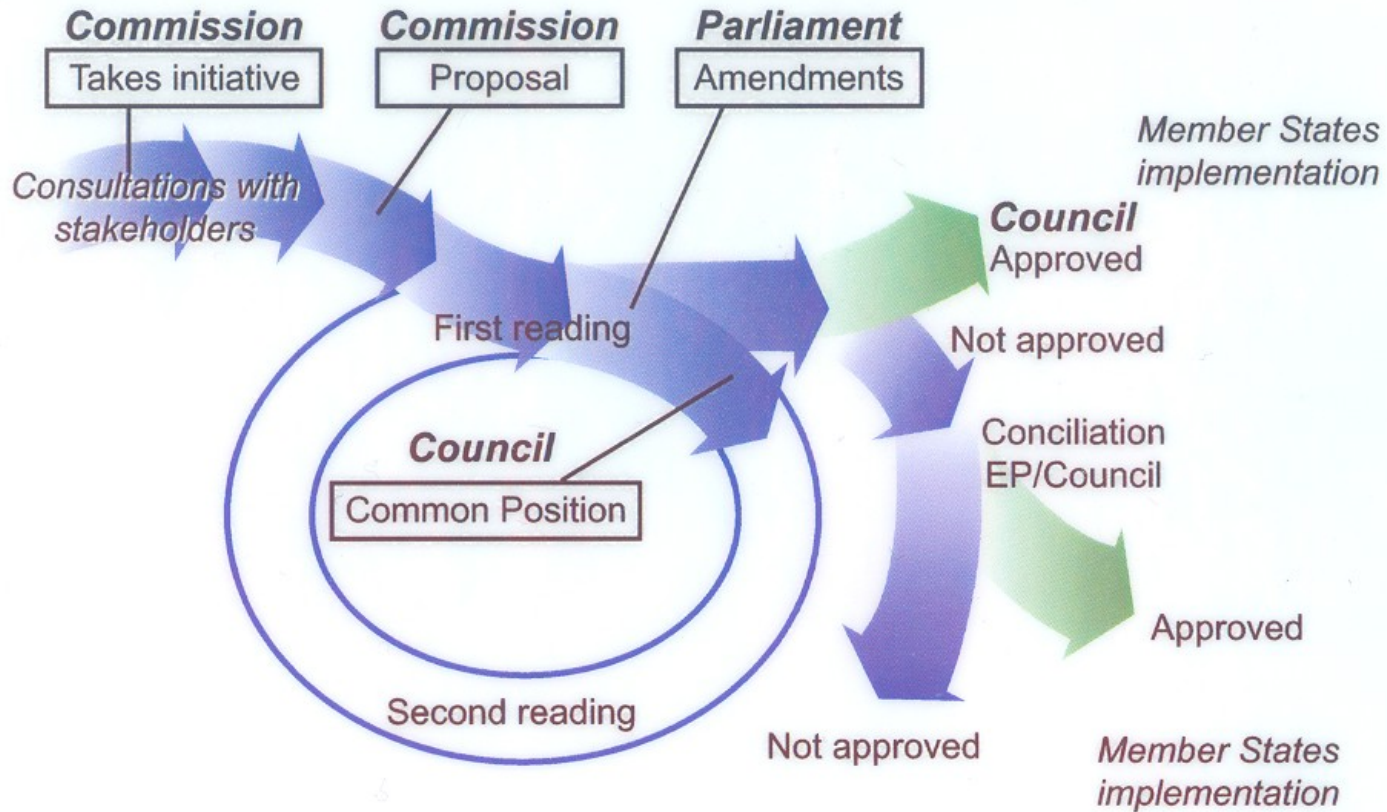 Commission
Takes initiative
Commission
Proposal
Parliament
Amendments
Consultations with
stakeholders
First reading
Council
Common Position
Second reading
Member States
implementation
Council
Approved
Not approved
Conciliation
EP/Council
Approved
Not approved
Member States
implementation